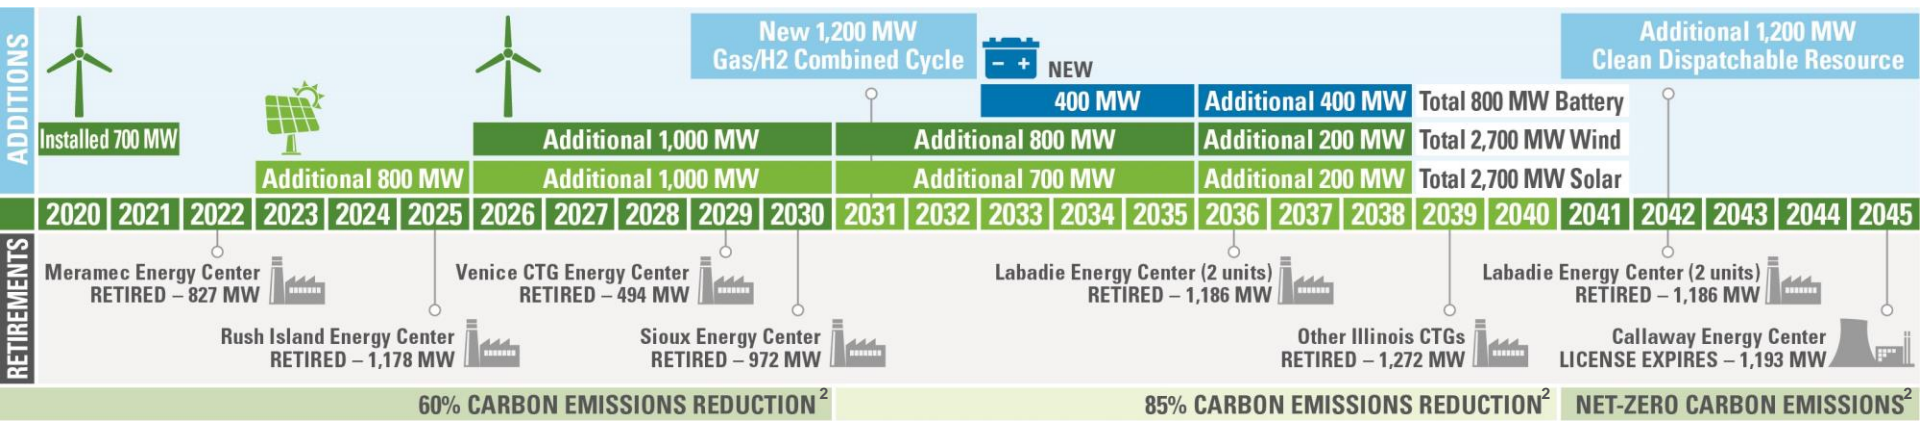 ADDITIONS
New 1,200 MW
Gas/H2 Combined Cycle
Additional 1,200 MW
Clean Dispatchable Resource
- +
NEW
400 MW
Additional 400 MW
Total 800 MW Battery
Installed 700 MW
Additional 1,000 MW
Additional 800 MW
Additional 200 MW
Total 2,700 MW Wind
Additional 800 MW
Additional 1,000 MW
Additional 700 MW
Additional 200 MW
Total 2,700 MW Solar
2020 2021 2022 2023 2024 2025 2026 2027 2028 2029 2030 2031 2032 2033 2034 2035 2036 2037 2038 2039 2040 2041 2042 2043 2044 2045
RETIREMENTS
Meramec Energy Center
RETIRED – 827 MW
Rush Island Energy Center
RETIRED – 1,178 MW
Venice CTG Energy Center
RETIRED – 494 MW
Sioux Energy Center
RETIRED – 972 MW
Labadie Energy Center (2 units)
RETIRED – 1,186 MW
Other Illinois CTGs
RETIRED – 1,272 MW
Labadie Energy Center (2 units)
RETIRED – 1,186 MW
Callaway Energy Center
LICENSE EXPIRES – 1,193 MW
60% CARBON EMISSIONS REDUCTION²
85% CARBON EMISSIONS REDUCTION²
NET-ZERO CARBON EMISSIONS²